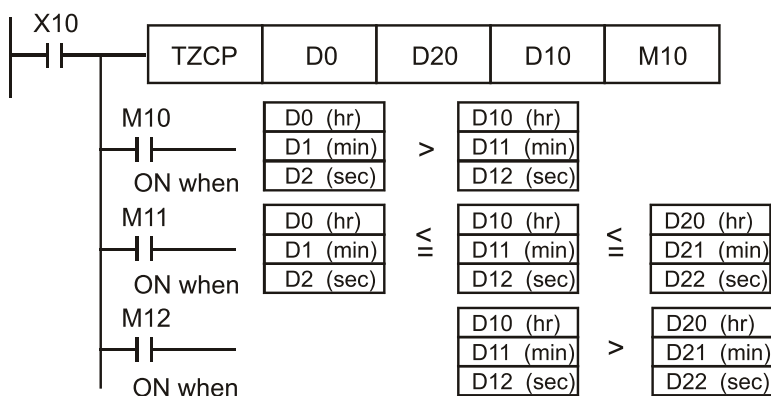 X10
TZCP D0 D20 D10 M10
M10
ON when
D0 (hr)
D1 (min)
D2 (sec)
>
D10 (hr)
D11 (min)
D12 (sec)
M11
ON when
D0 (hr)
D1 (min)
D2 (sec)
≦
D10 (hr)
D11 (min)
D12 (sec)
≦
D20 (hr)
D21 (min)
D22 (sec)
M12
ON when
D10 (hr)
D11 (min)
D12 (sec)
>
D20 (hr)
D21 (min)
D22 (sec)